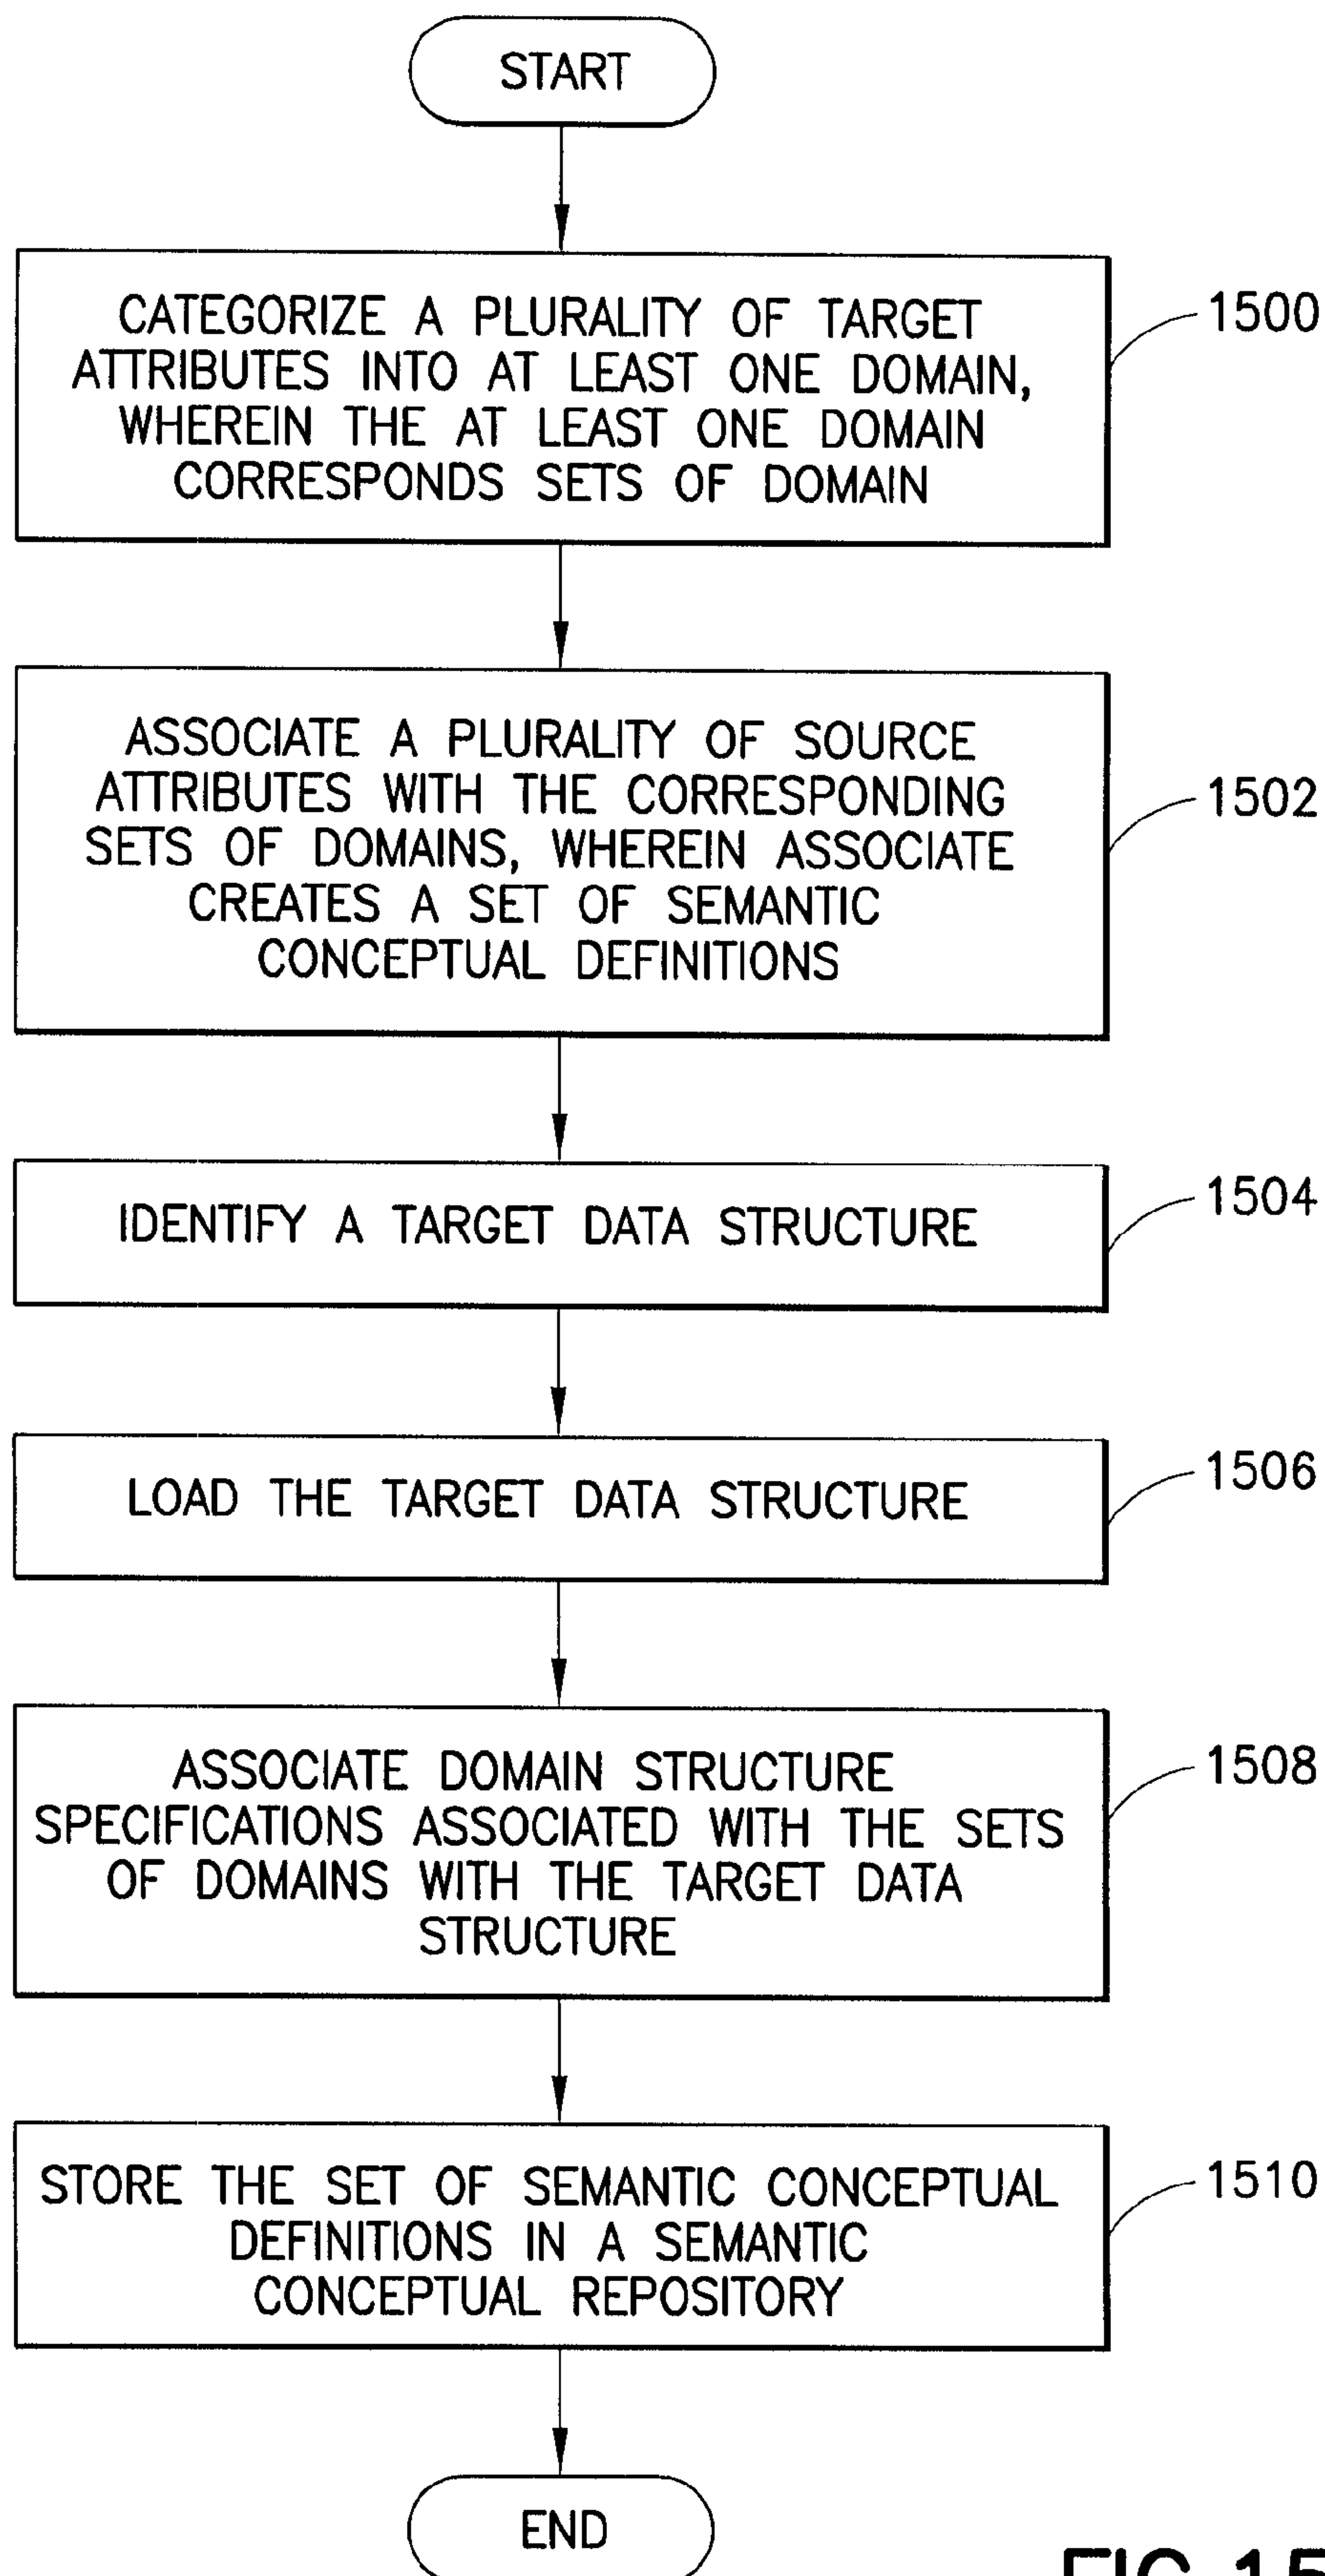 START
CATEGORIZE A PLURALITY OF TARGET
ATTRIBUTES INTO AT LEAST ONE DOMAIN,
WHEREIN THE AT LEAST ONE DOMAIN
CORRESPONDS SETS OF DOMAIN
1500
ASSOCIATE A PLURALITY OF SOURCE
ATTRIBUTES WITH THE CORRESPONDING
SETS OF DOMAINS, WHEREIN ASSOCIATE
CREATES A SET OF SEMANTIC
CONCEPTUAL DEFINITIONS
1502
IDENTIFY A TARGET DATA STRUCTURE
1504
LOAD THE TARGET DATA STRUCTURE
1506
ASSOCIATE DOMAIN STRUCTURE
SPECIFICATIONS ASSOCIATED WITH THE SETS
OF DOMAINS WITH THE TARGET DATA
STRUCTURE
1508
STORE THE SET OF SEMANTIC CONCEPTUAL
DEFINITIONS IN A SEMANTIC
CONCEPTUAL REPOSITORY
1510
END
FIG.15